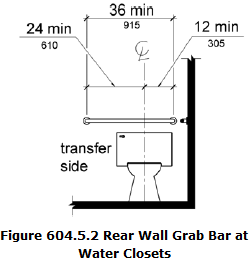 36 min
915
24 min
610
12 min
305
CL
transfer
side
Figure 604.5.2 Rear Wall Grab Bar at
Water Closets